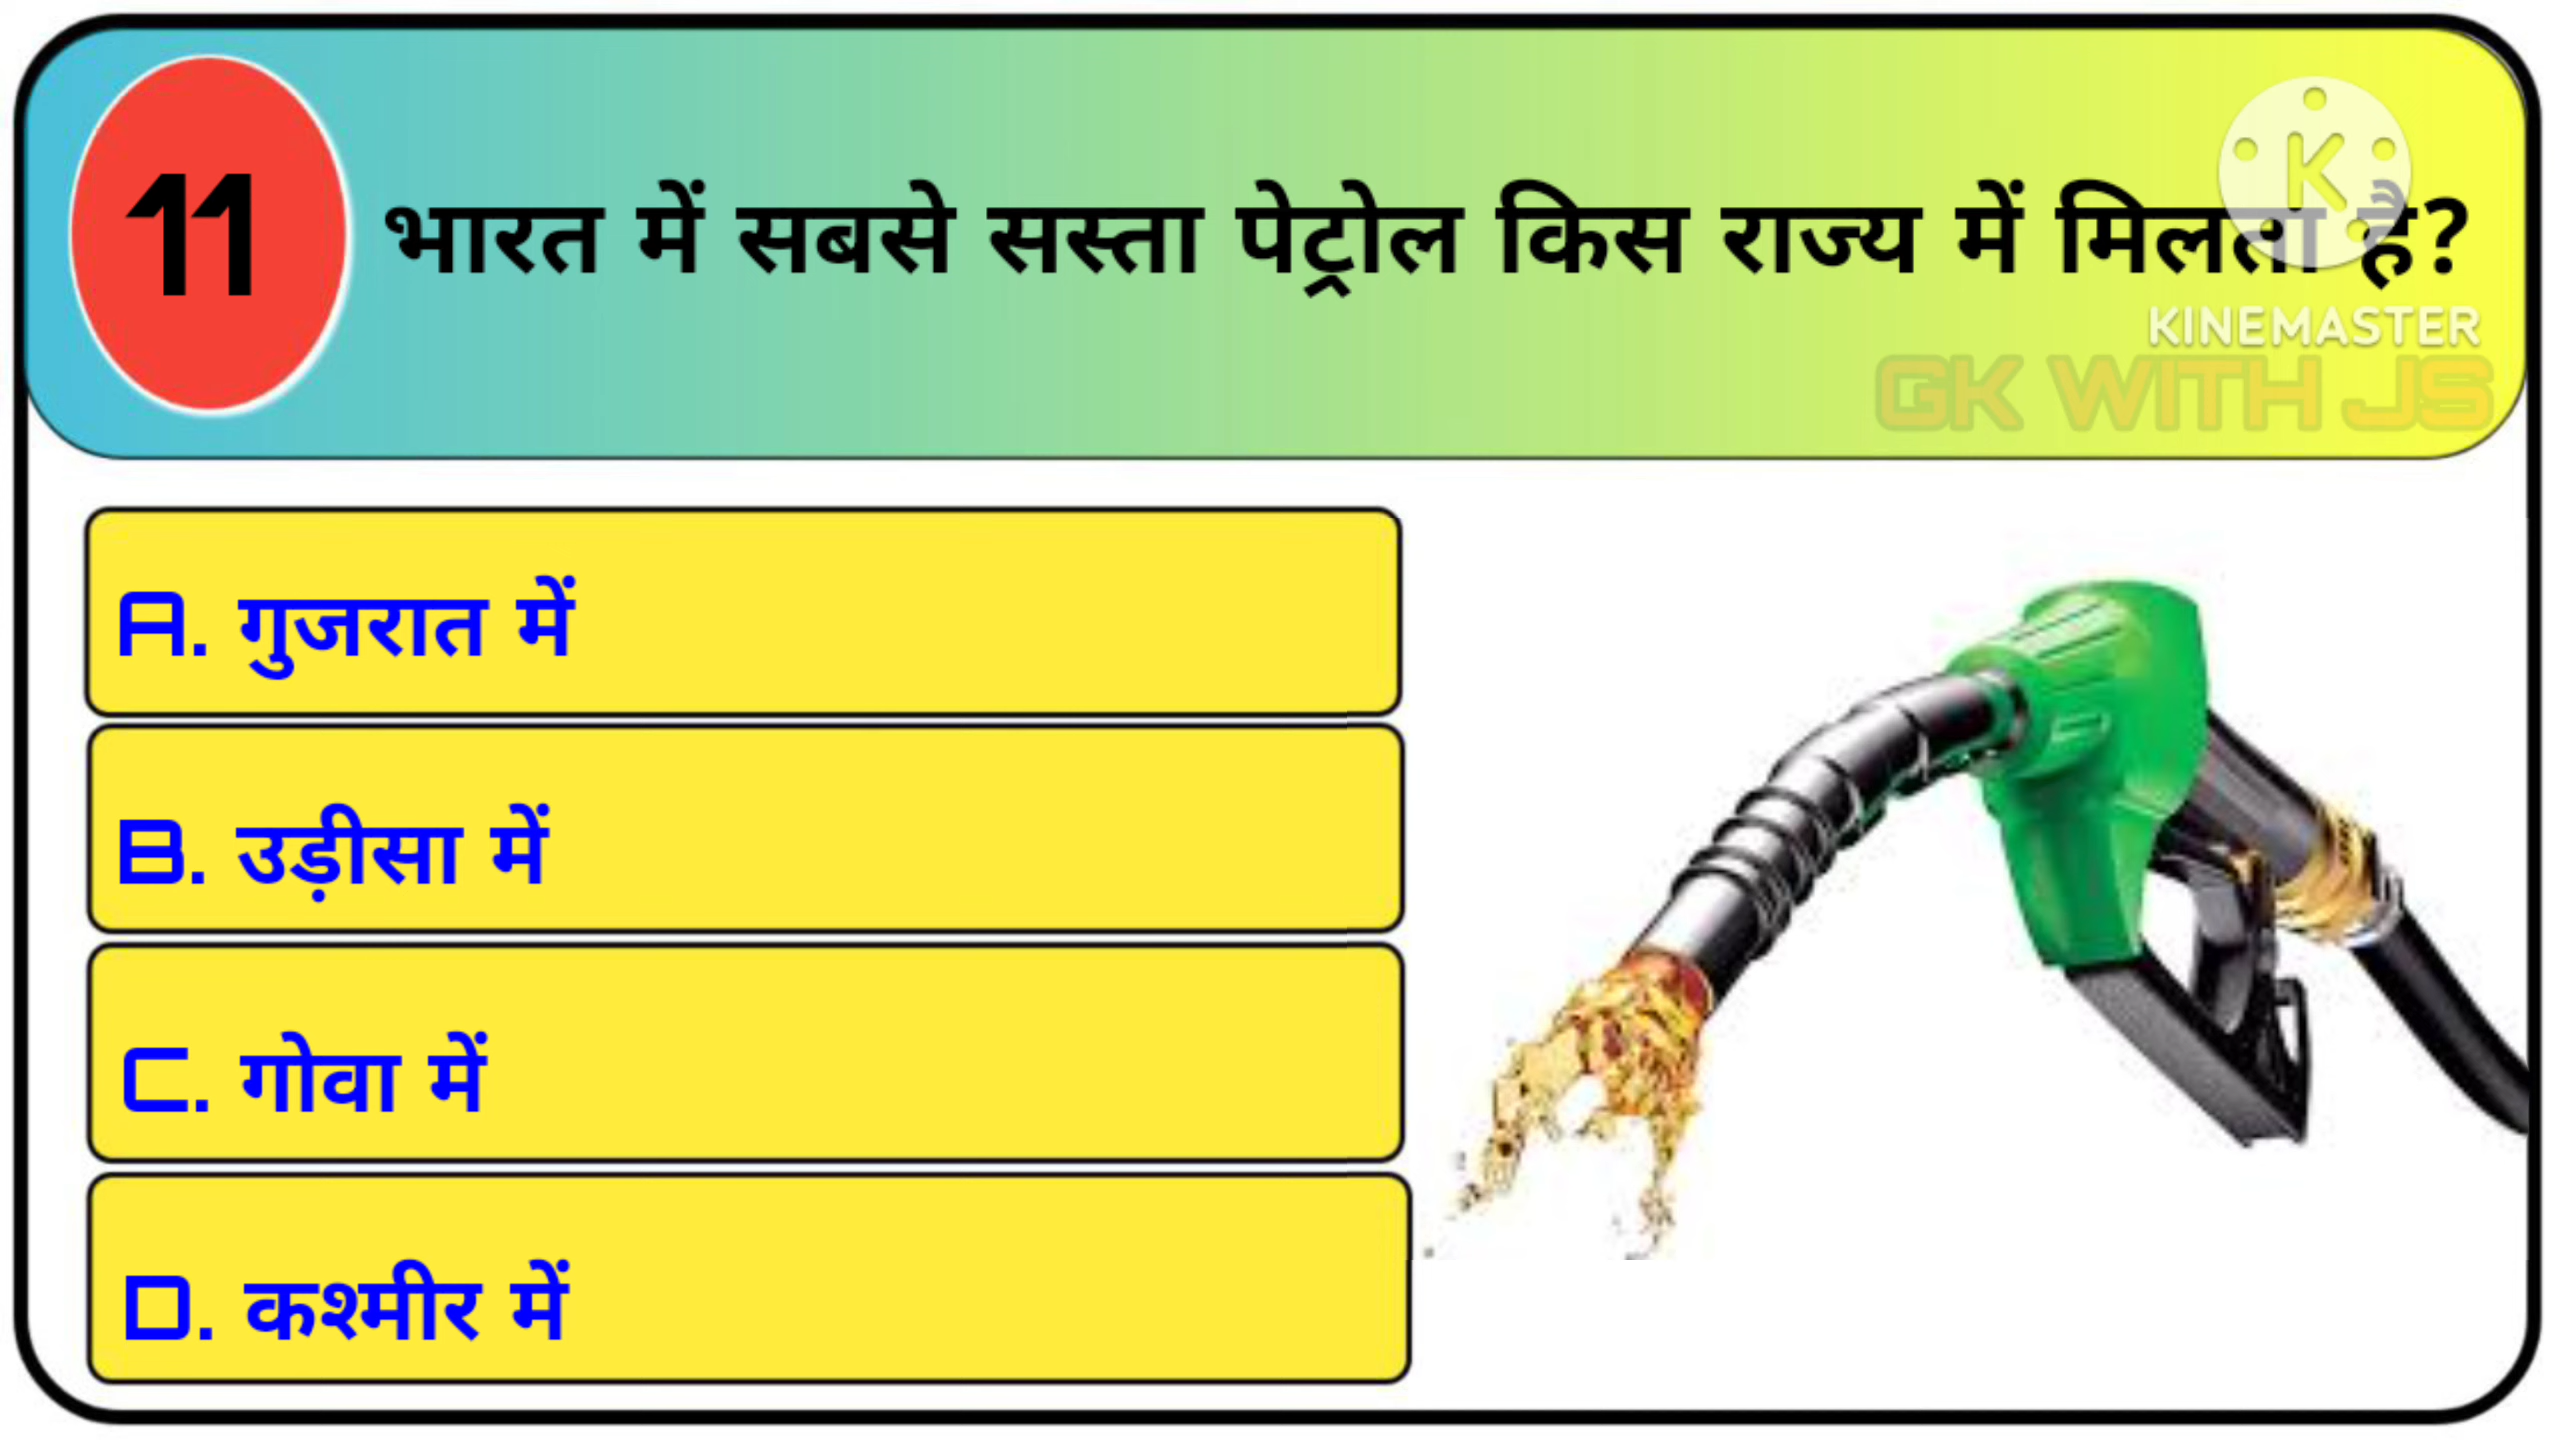 11
भारत में सबसे सस्ता पेट्रोल किस राज्य में मिलता है?
K
KINEMASTER
GK WITH JS
A. गुजरात में
B. उड़ीसा में
C. गोवा में
D. कश्मीर में